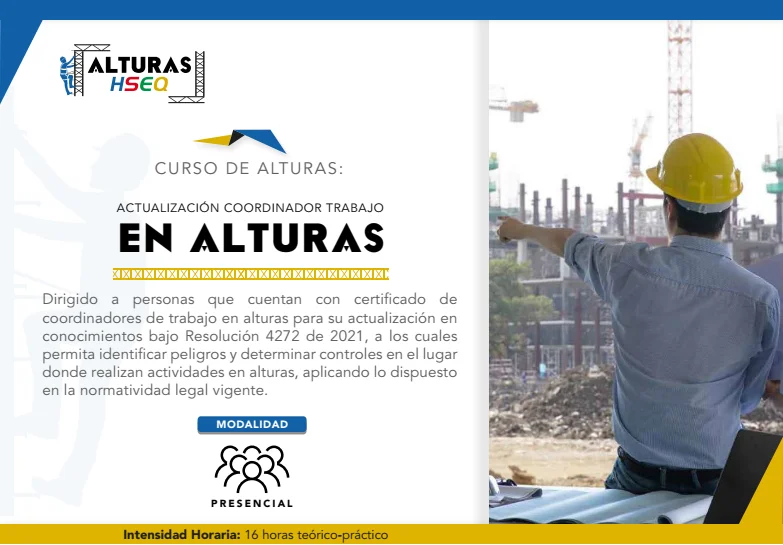 ALTURAS
HSEQ
CURSO DE ALTURAS:
ACTUALIZACIÓN COORDINADOR TRABAJO
EN ALTURAS
Dirigido a personas que cuentan con certificado de
coordinadores de trabajo en alturas para su actualización en
conocimientos bajo Resolución 4272 de 2021, a los cuales
permita identificar peligros y determinar controles en el lugar
donde realizan actividades en alturas, aplicando lo dispuesto
en la normatividad legal vigente.
MODALIDAD
PRESENCIAL
Intensidad Horaria: 16 horas teórico-práctico